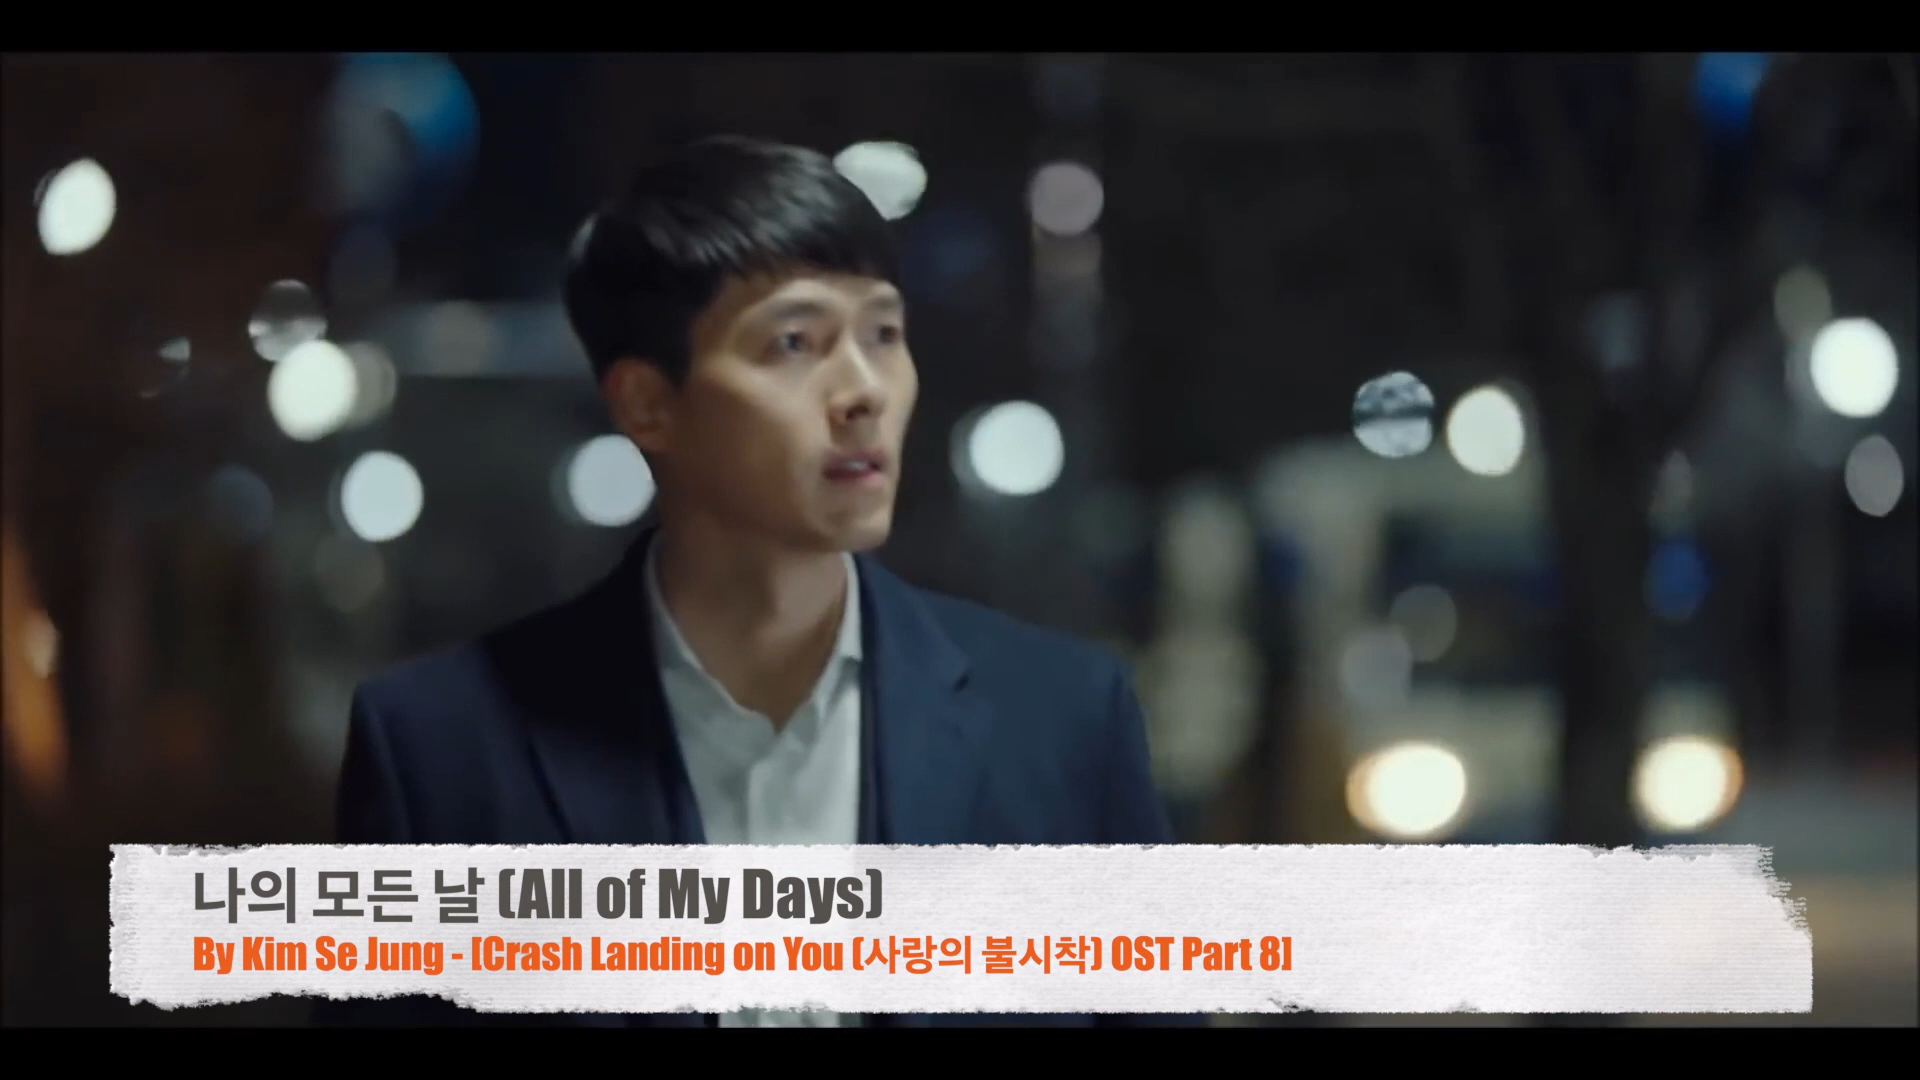 나의 모든 날 (All of My Days)
By Kim Se Jung - [Crash Landing on You (사랑의 불시착) OST Part 8]